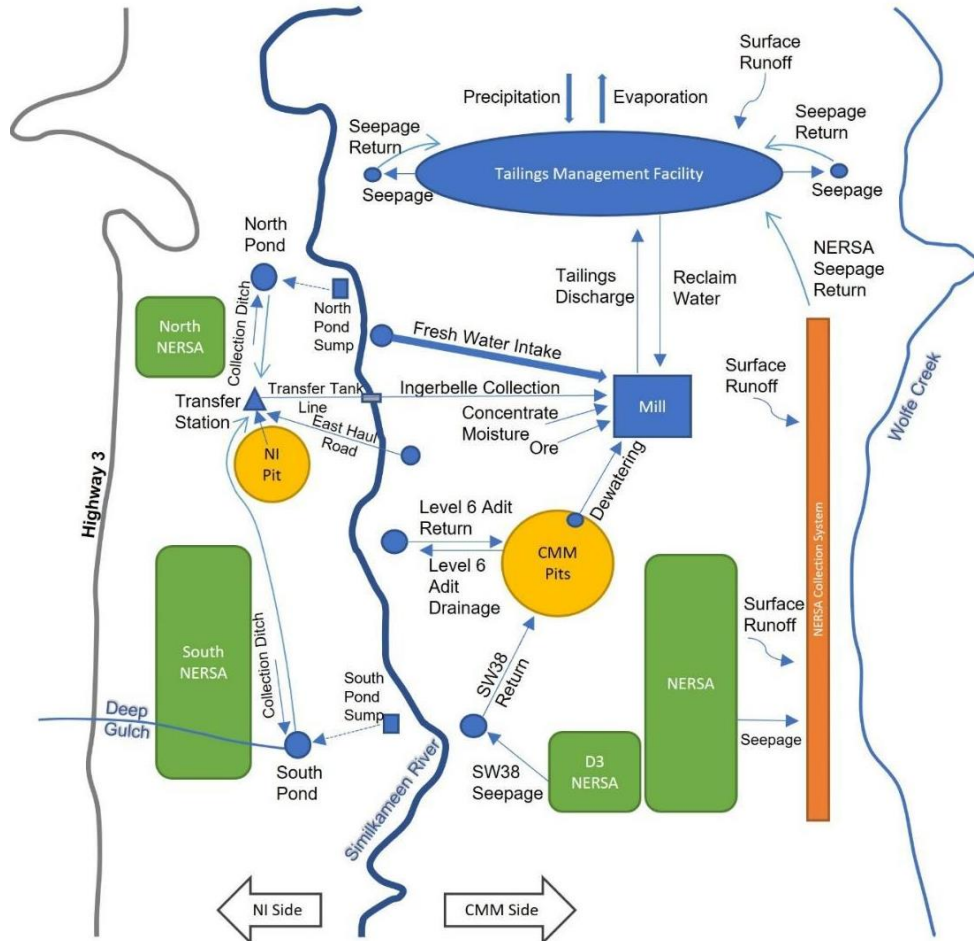 Surface
Runoff
Precipitation
Evaporation
Seepage
Return
Seepage
Return
Tailings Management Facility
Seepage
Seepage
North
Pond
NERSA
Seepage
Return
Tailings
Discharge
Reclaim
Water
Collection Ditch
North
Pond
Sump
North
NERSA
Fresh Water Intake
Surface
Runoff
Wolfe Creek
Transfer
Station
Transfer Tank
Line
Ingerbelle Collection
Mill
Concentrate
Moisture
Ore
East Haul
Road
NI
Pit
Highway 3
Dewatering
Level 6 Adit
Return
CMM
Pits
Level 6
Adit
Drainage
NERSA Collection System
Surface
Runoff
South
NERSA
Collection Ditch
SW38
Return
NERSA
South
Pond
Sump
Deep
Gulch
Seepage
South
Pond
Similkameen River
SW38
Seepage
D3
NERSA
NI Side
CMM Side